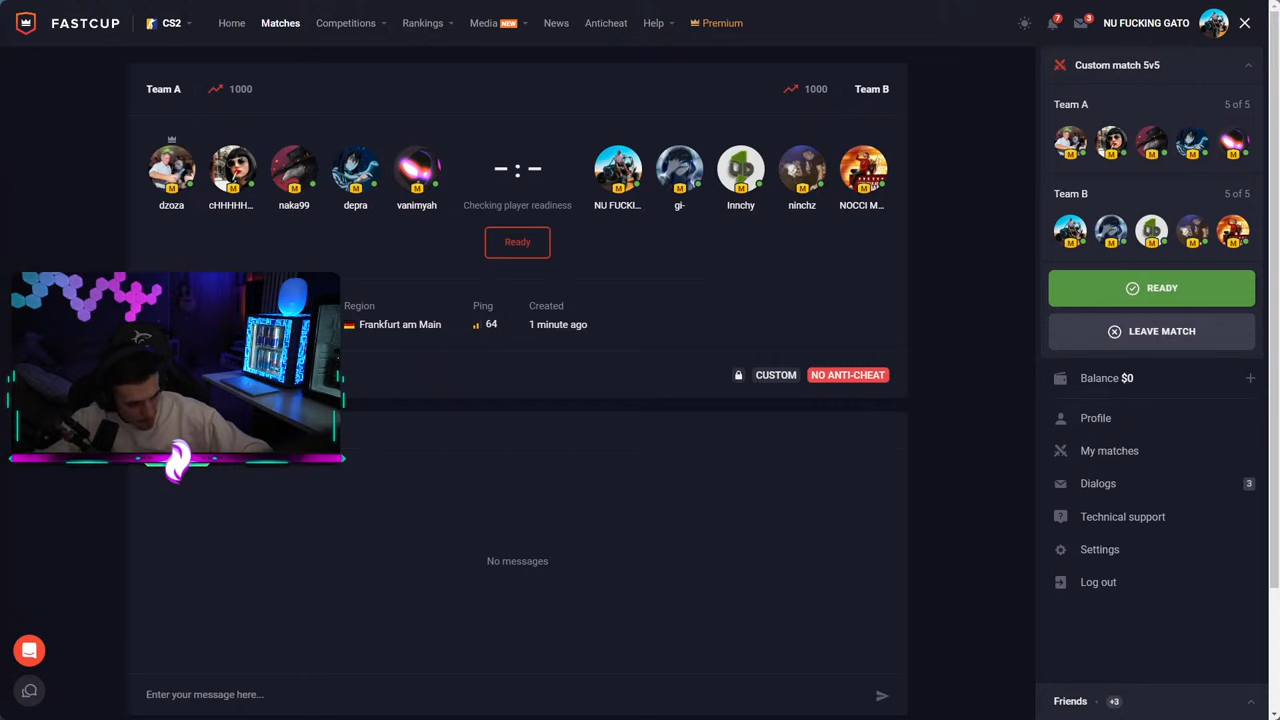 FASTCUP
CS2
Home
Matches
Competitions
Rankings
Media NEW
News
Anticheat
Help
Premium
7
3
NU FUCKING GATO
Team A
1000
1000
Team B
M
M
M
M
M
M
M
M
M
M
dzoza
cHHHHH...
naka99
depra
vanimyah
– : –
Checking player readiness
NU FUCKI...
gi-
Innchy
ninchz
NOCCI M...
Ready
Region
Frankfurt am Main
Ping
64
Created
1 minute ago
CUSTOM
NO ANTI-CHEAT
No messages
Enter your message here...
Custom match 5v5
Team A
5 of 5
M
M
M
M
M
Team B
5 of 5
M
M
M
M
M
READY
LEAVE MATCH
Balance $0
Profile
My matches
Dialogs
3
Technical support
Settings
Log out
Friends
+3